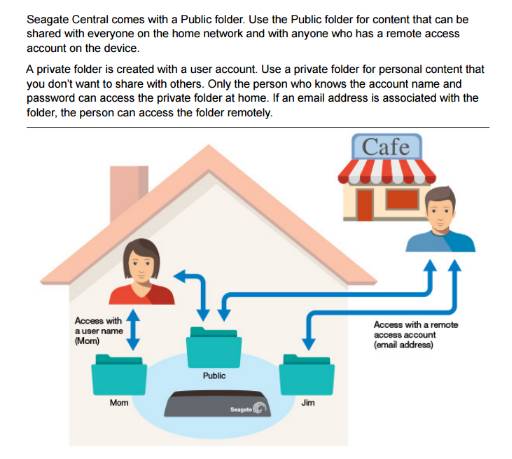 Seagate Central comes with a Public folder. Use the Public folder for content that can be
shared with everyone on the home network and with anyone who has a remote access
account on the device.
A private folder is created with a user account. Use a private folder for personal content that
you don't want to share with others. Only the person who knows the account name and
password can access the private folder at home. If an email address is associated with the
folder, the person can access the folder remotely.
Cafe
Access with
a user name
(Mom)
Access with a remote
access account
(email address)
Public
Mom
Seagate
Jim